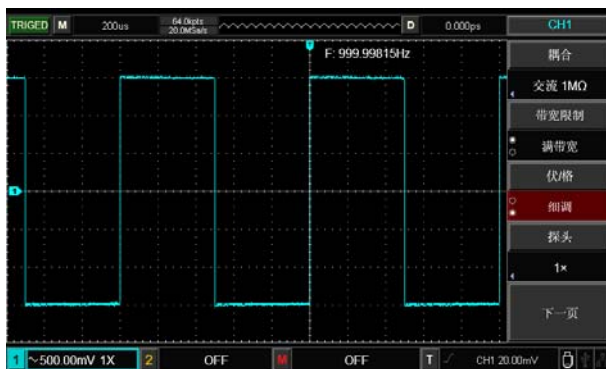 TRIGED M 200us 64.0kpts D 0.000ps CH1
20.0MSa/s
F: 999.99815Hz
耦合
交流 1MΩ
带宽限制
满带宽
伏/格
细调
探头
1×
下一页
1 ~500.00mV 1X 2 OFF M OFF T CH1 20.00mV